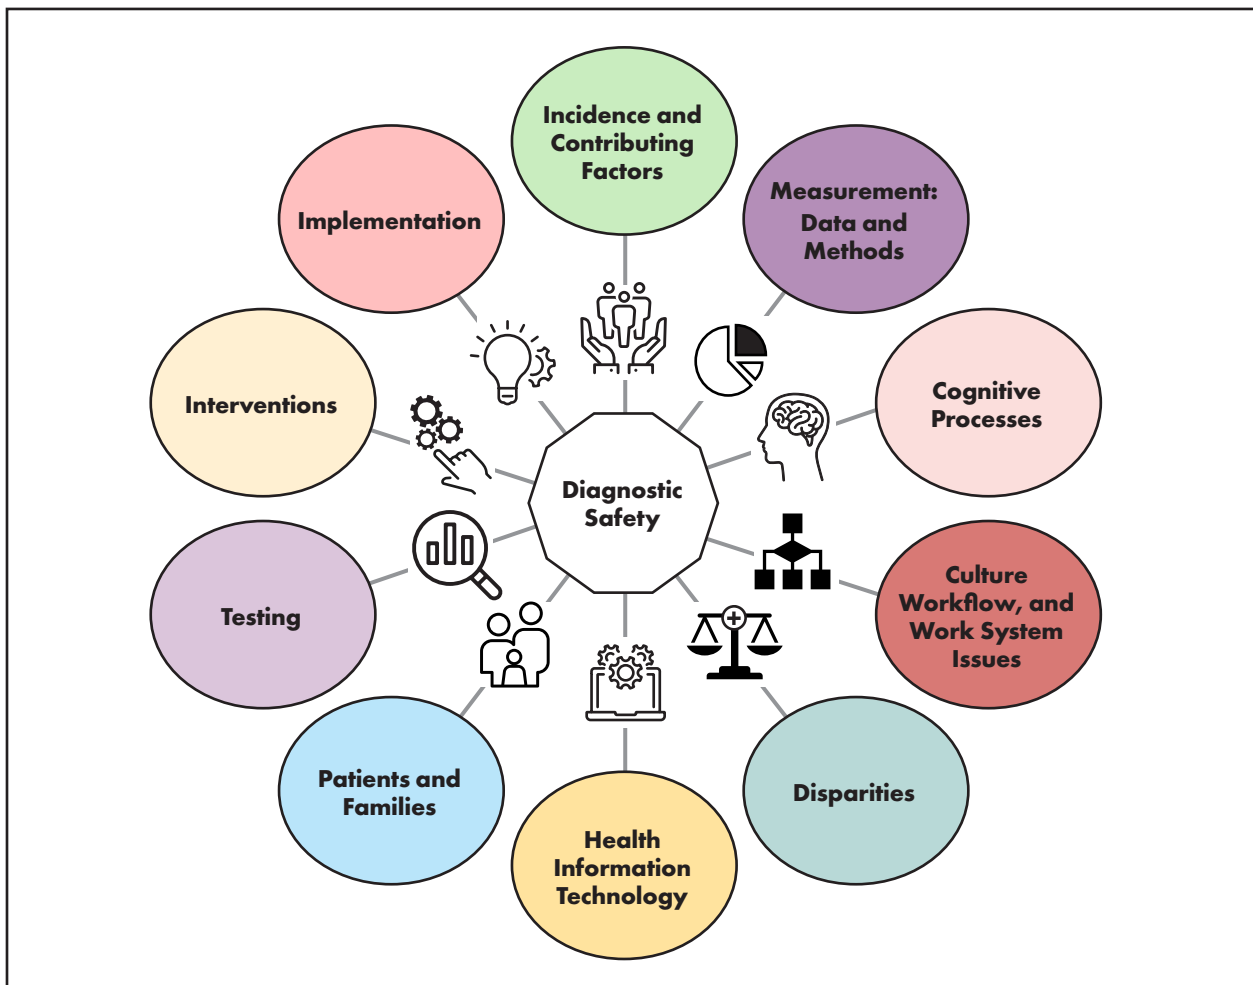 Incidence and
Contributing
Factors
Measurement:
Data and
Methods
Cognitive
Processes
Culture
Workflow, and
Work System
Issues
Disparities
Health
Information
Technology
Patients and
Families
Testing
Interventions
Implementation
Diagnostic
Safety